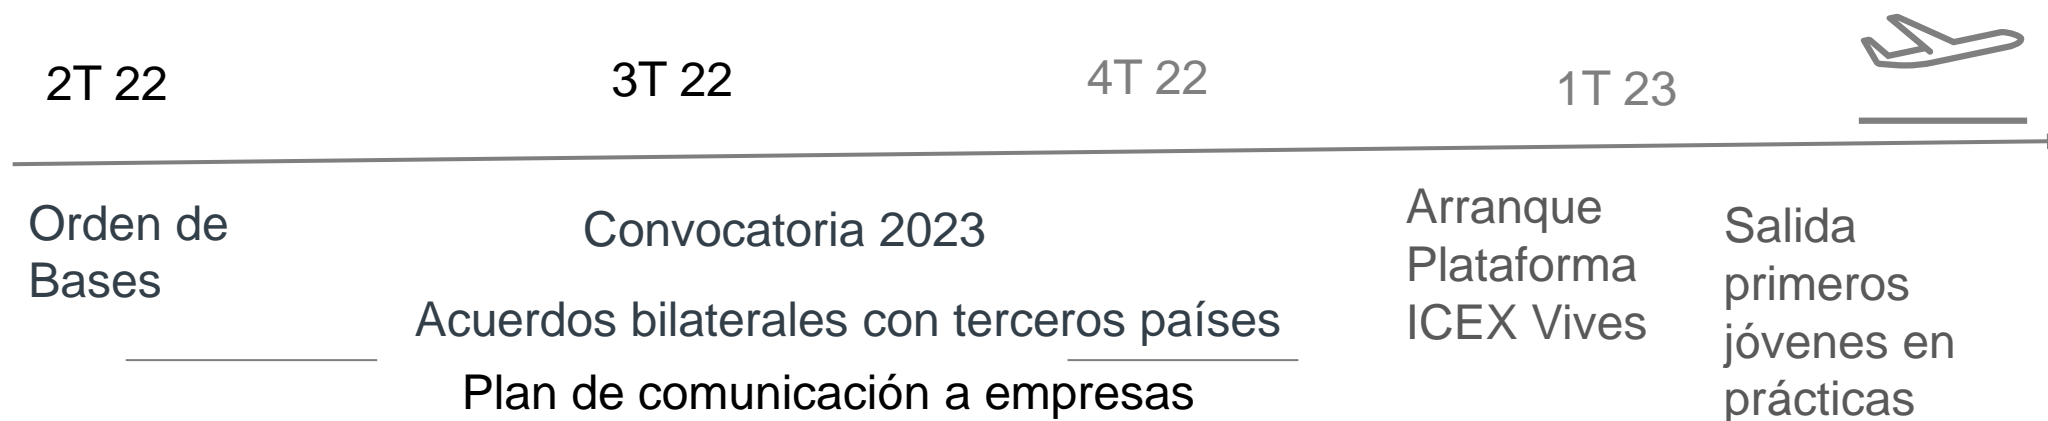 2T 22
3T 22
4T 22
1T 23
Orden de
Bases
Convocatoria 2023
Acuerdos bilaterales con terceros países
Plan de comunicación a empresas
Arranque
Plataforma
ICEX Vives
Salida
primeros
jóvenes en
prácticas